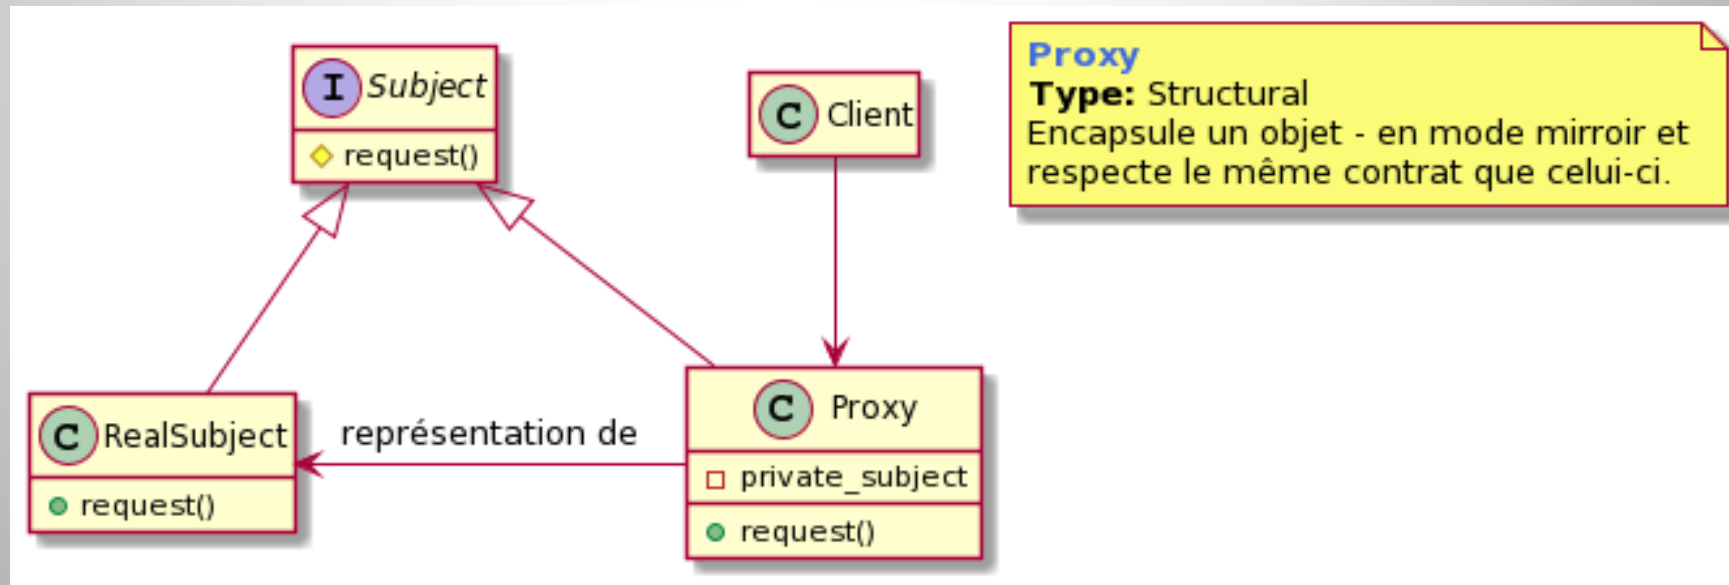 I Subject
request()
C Client
Proxy
Type: Structural
Encapsule un objet - en mode mirroir et
respecte le même contrat que celui-ci.
C RealSubject
request()
représentation de
C Proxy
private_subject
request()